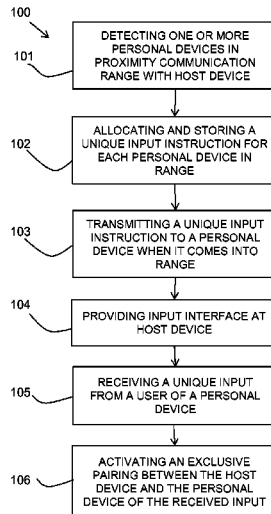 100
DETECTING ONE OR MORE
PERSONAL DEVICES IN
PROXIMITY COMMUNICATION
RANGE WITH HOST DEVICE
101
ALLOCATING AND STORING A
UNIQUE INPUT INSTRUCTION FOR
EACH PERSONAL DEVICE IN
RANGE
102
TRANSMITTING A UNIQUE INPUT
INSTRUCTION TO A PERSONAL
DEVICE WHEN IT COMES INTO
RANGE
103
104
PROVIDING INPUT INTERFACE AT
HOST DEVICE
105
RECEIVING A UNIQUE INPUT
FROM A USER OF A PERSONAL
DEVICE
106
ACTIVATING AN EXCLUSIVE
PAIRING BETWEEN THE HOST
DEVICE AND THE PERSONAL
DEVICE OF THE RECEIVED INPUT